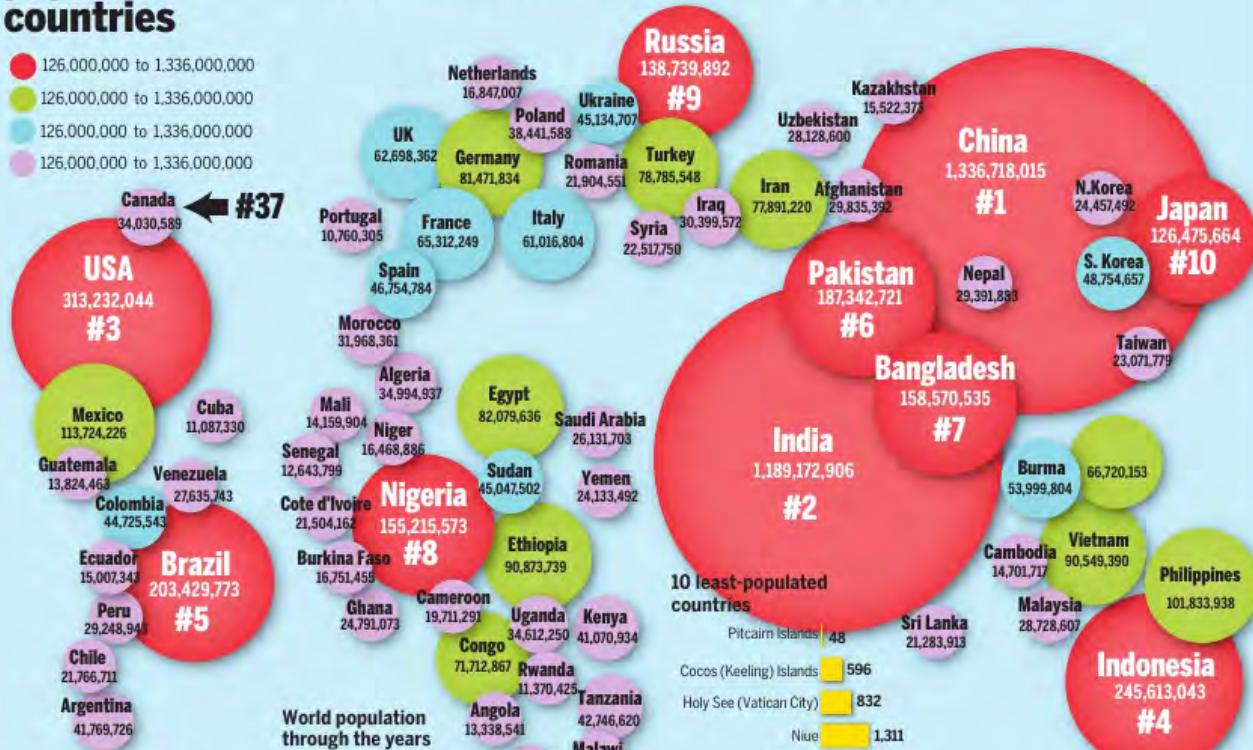 countries
126,000,000 to 1,336,000,000
126,000,000 to 1,336,000,000
126,000,000 to 1,336,000,000
126,000,000 to 1,336,000,000
Canada
34,030,589
#37
USA
313,232,044
#3
Mexico
113,724,226
Cuba
11,087,330
Guatemala
13,824,463
Venezuela
27,635,743
Colombia
44,725,543
Ecuador
15,007,343
Brazil
203,429,773
#5
Peru
29,248,943
Chile
21,766,711
Argentina
41,769,726
Netherlands
16,847,007
Poland
38,441,588
Ukraine
45,134,707
Russia
138,739,892
#9
UK
62,698,362
Germany
81,471,834
Romania
21,904,551
Turkey
78,785,548
Portugal
10,760,305
France
65,312,249
Italy
61,016,804
Syria
22,517,750
Iraq
30,399,572
Iran
77,891,220
Spain
46,754,784
Uzbekistan
28,128,600
Kazakhstan
15,522,373
Afghanistan
29,835,392
China
1,336,718,015
#1
N.Korea
24,457,492
Japan
126,475,664
#10
S. Korea
48,754,657
Pakistan
187,342,721
#6
Nepal
29,391,883
Taiwan
23,071,779
Bangladesh
158,570,535
#7
India
1,189,172,906
#2
Burma
53,999,804
66,720,153
Vietnam
90,549,390
Cambodia
14,701,717
Philippines
101,833,938
Malaysia
28,728,607
Sri Lanka
21,283,913
Indonesia
245,613,043
#4
Morocco
31,968,361
Algeria
34,994,937
Egypt
82,079,636
Saudi Arabia
26,131,703
Mali
14,159,904
Niger
16,468,886
Senegal
12,643,799
Sudan
45,047,502
Yemen
24,133,492
Cote d'Ivoire
21,504,162
Nigeria
155,215,573
#8
Ethiopia
90,873,739
Burkina Faso
16,751,455
Ghana
24,791,073
Cameroon
19,711,291
Uganda
34,612,250
Kenya
41,070,934
Congo
71,712,867
Rwanda
11,370,425
Tanzania
42,746,620
Angola
13,338,541
Malawi
World population
through the years
10 least-populated
countries
Pitcairn Islands 48
Cocos (Keeling) Islands 596
Holy See (Vatican City) 832
Niue 1,311